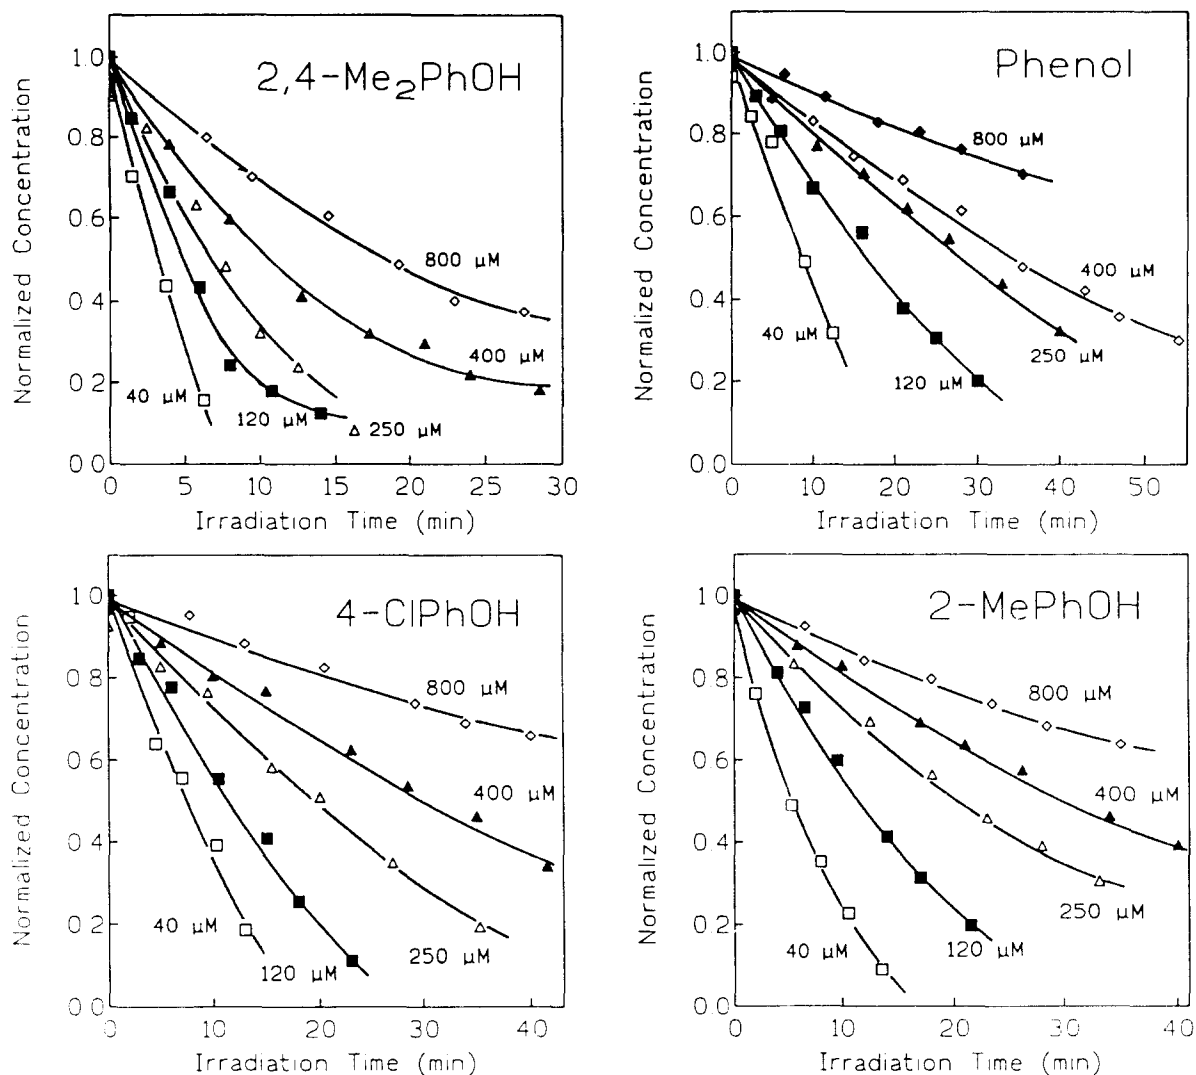 2,4-Me2PhOH
Normalized Concentration
1.0
0.8
0.6
0.4
0.2
0.0
800 µM
400 µM
250 µM
120 µM
40 µM
0
5
10
15
20
25
30
Irradiation Time (min)
Phenol
Normalized Concentration
1.0
0.8
0.6
0.4
0.2
0.0
800 µM
400 µM
250 µM
120 µM
40 µM
0
10
20
30
40
50
Irradiation Time (min)
4-ClPhOH
Normalized Concentration
1.0
0.8
0.6
0.4
0.2
0.0
800 µM
400 µM
250 µM
120 µM
40 µM
0
10
20
30
40
Irradiation Time (min)
2-MePhOH
Normalized Concentration
1.0
0.8
0.6
0.4
0.2
0.0
800 µM
400 µM
250 µM
120 µM
40 µM
0
10
20
30
40
Irradiation Time (min)